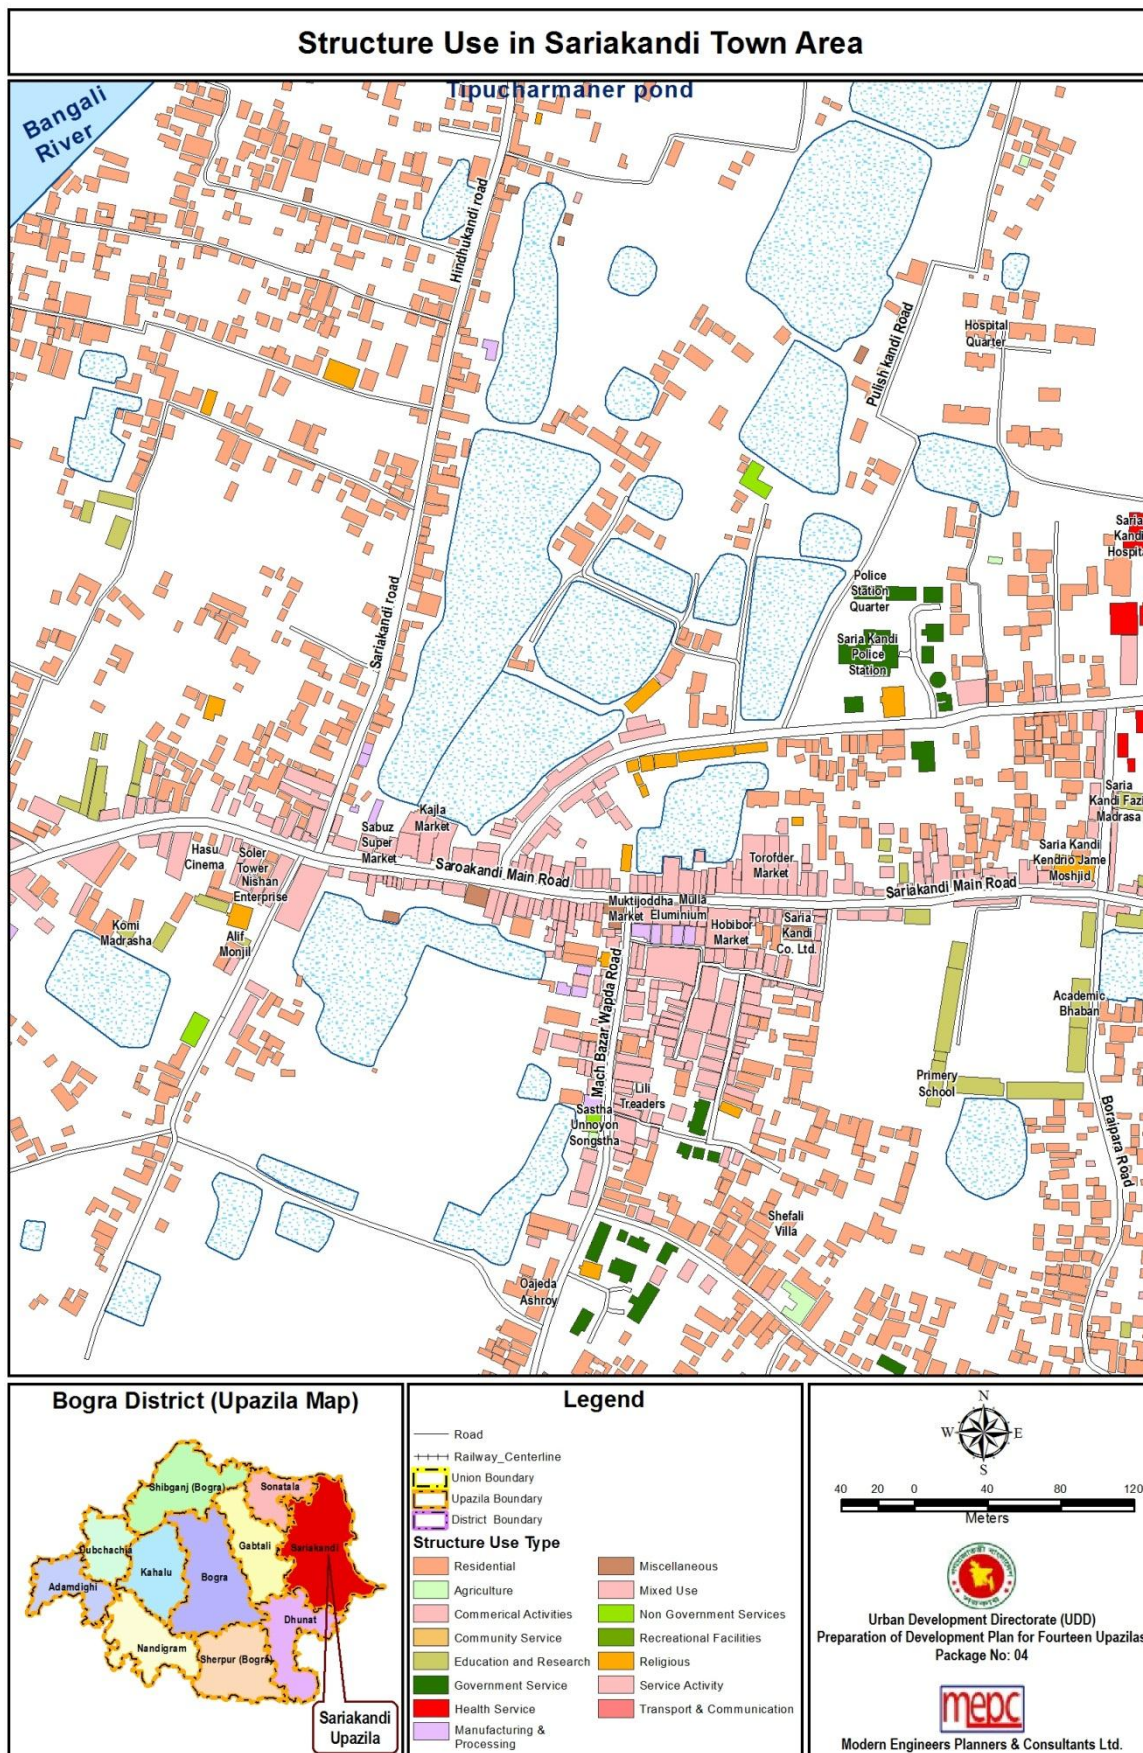 Structure Use in Sariakandi Town Area
Tipucharmaner pond
Bangali
River
Hindhukandi road
Pulish kandi Road
Hospital
Quarter
Saria
Kandi
Hospita
Police
Station
Quarter
Saria Kandi
Police
Station
Sariakandi road
Saria
Kandi Fazi
Madrasa
Kajla
Market
Sabuz
Super
Market
Hasu
Cinema
Soler
Tower
Nishan
Enterprise
Saroakandi Main Road
Torofder
Market
Saria Kandi
Kendrio Jame
Moshjid
Sariakandi Main Road
Muktijoddha
Market
Mulla
Eluminium
Hobibor
Market
Saria
Kandi
Co. Ltd.
Komi
Madrasha
Alif
Monjil
Mach Bazar Wapda Road
Academic
Bhaban
Primery
School
Lili
Treaders
Sastha
Unnoyon
Songstha
Boraipara Road
Shefali
Villa
Oajeda
Ashroy
Bogra District (Upazila Map)
Shibganj (Bogra)
Sonatala
Dubchachia
Kahalu
Gabtali
Sariakandi
Adamdighi
Bogra
Dhunat
Nandigram
Sherpur (Bogra)
Sariakandi
Upazila
Legend
Road
Railway_Centerline
Union Boundary
Upazila Boundary
District Boundary
Structure Use Type
Residential
Agriculture
Commerical Activities
Community Service
Education and Research
Government Service
Health Service
Manufacturing &
Processing
Miscellaneous
Mixed Use
Non Government Services
Recreational Facilities
Religious
Service Activity
Transport & Communication
N
W E
S
40 20 0 40 80 120
Meters
Urban Development Directorate (UDD)
Preparation of Development Plan for Fourteen Upazilas
Package No: 04
mepc
Modern Engineers Planners & Consultants Ltd.